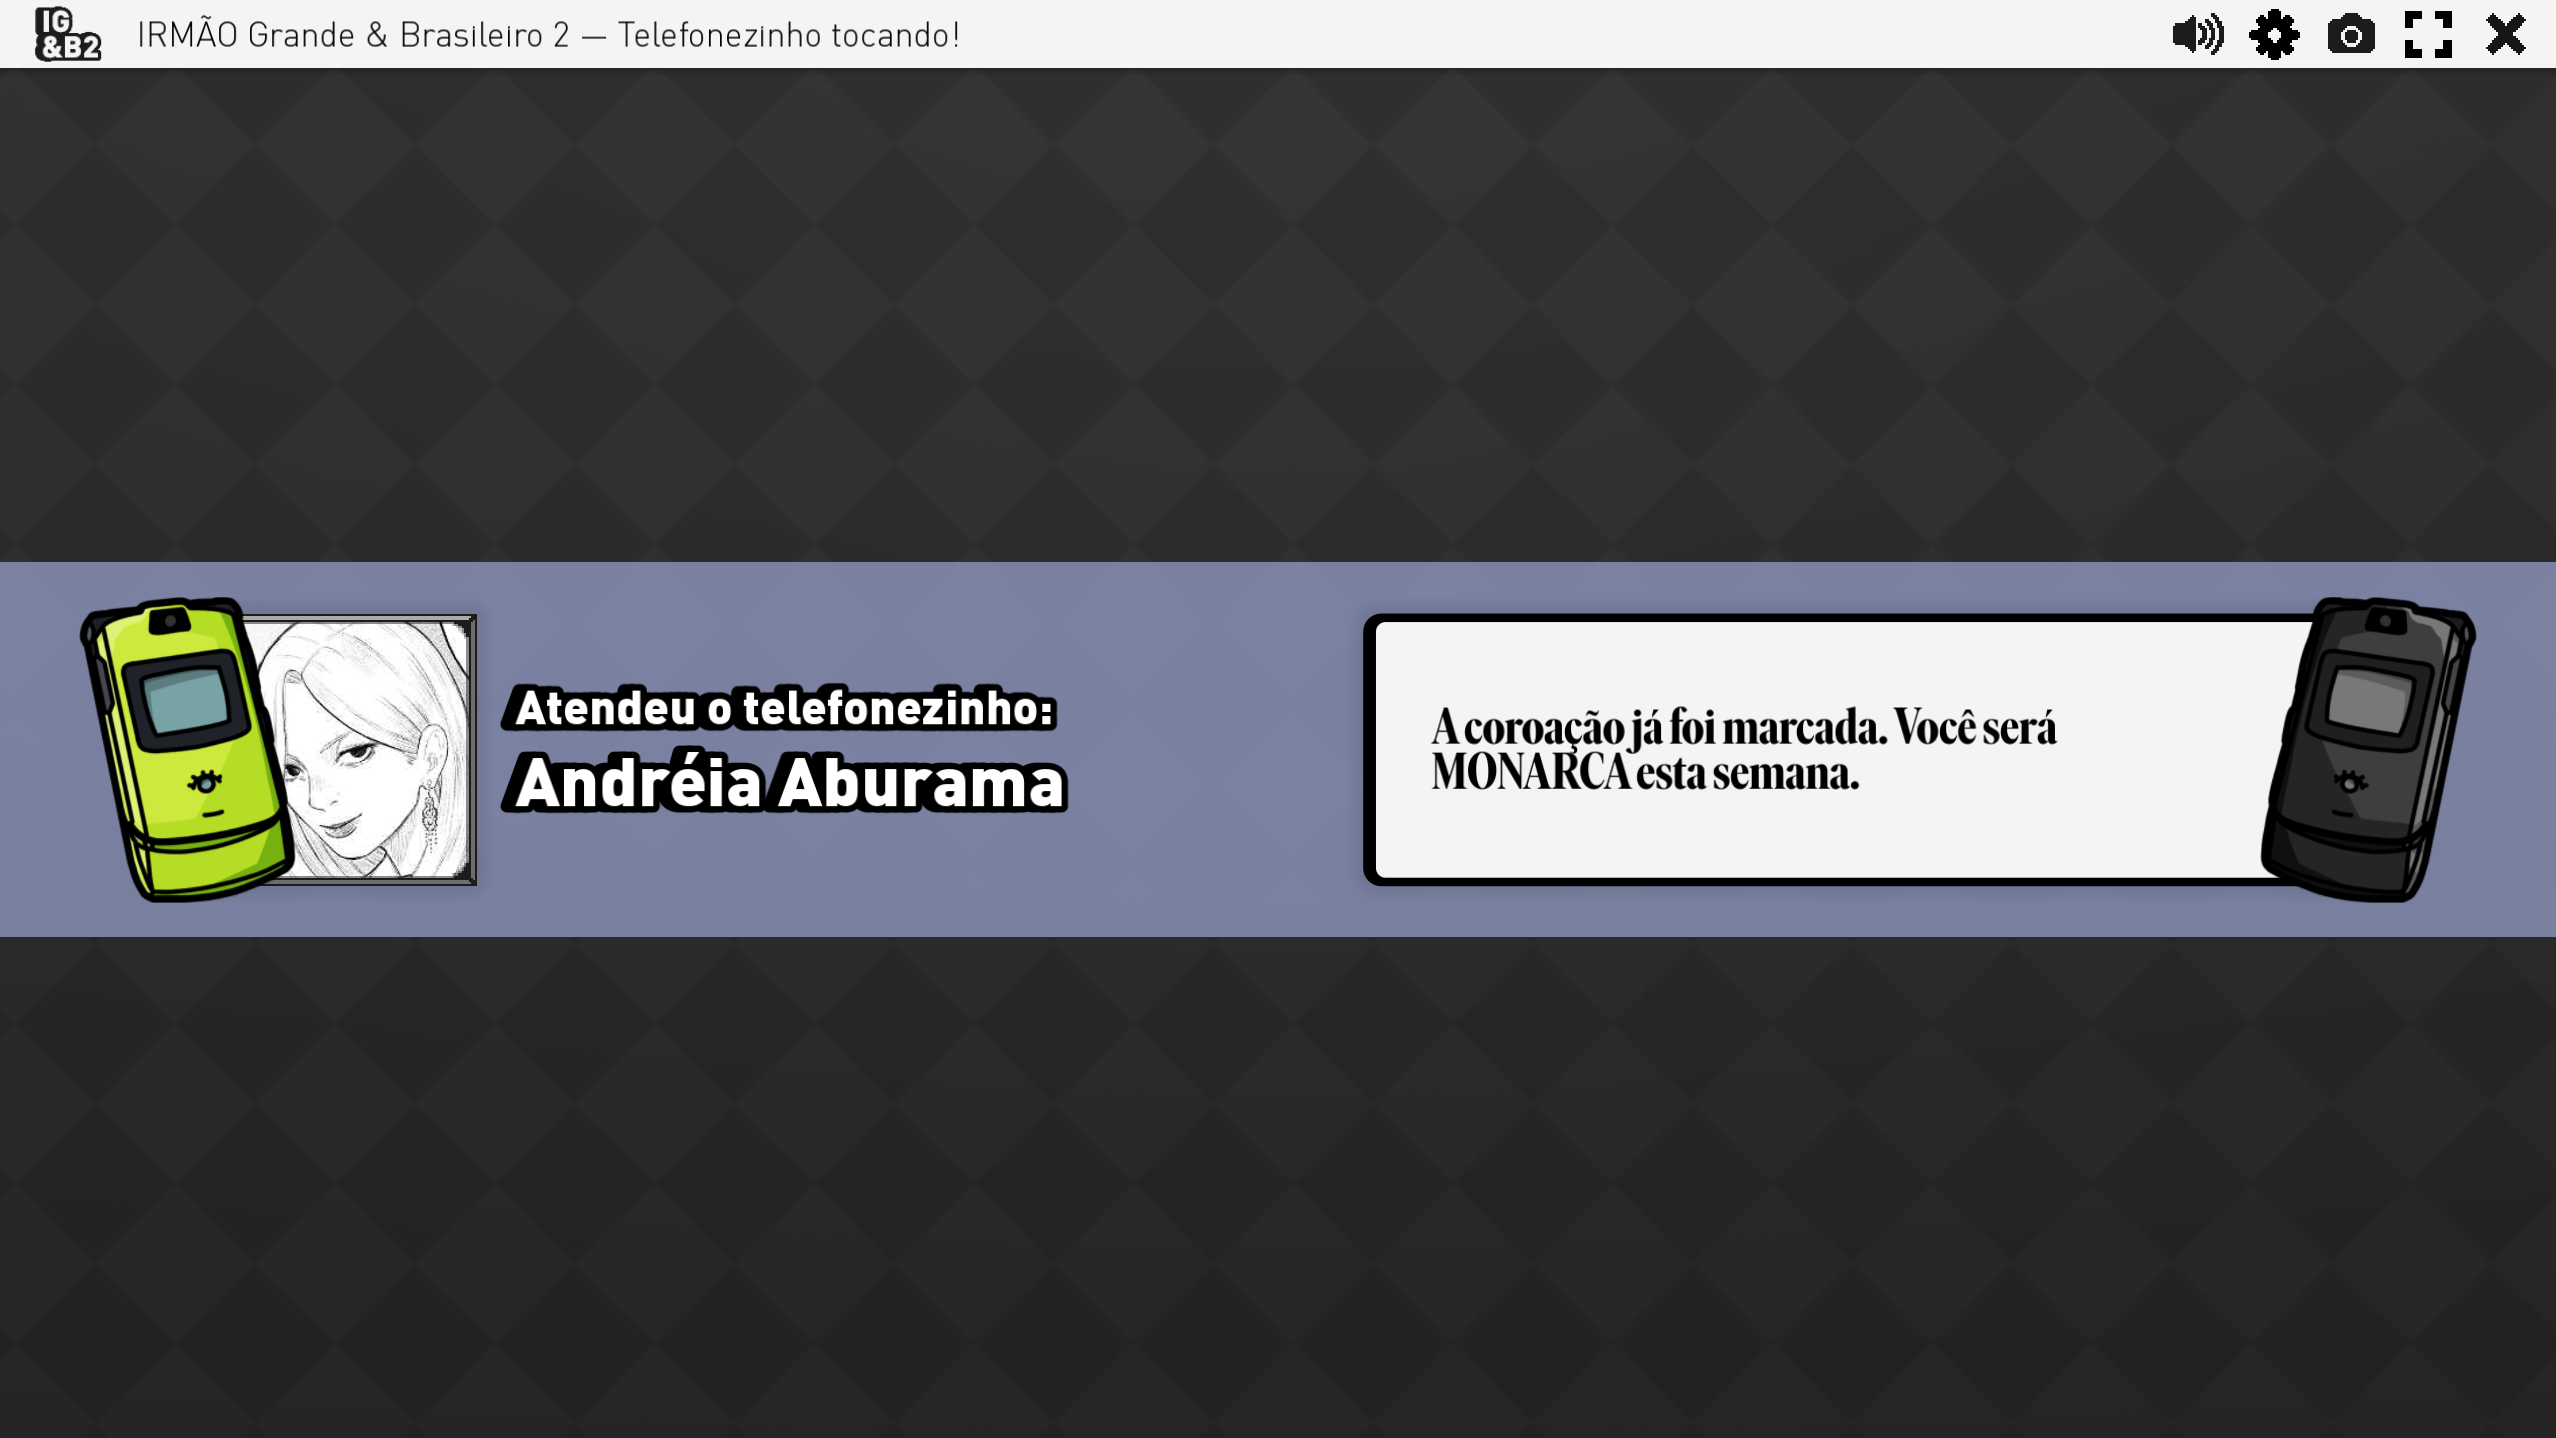 IG
&B2
IRMÃO Grande & Brasileiro 2 — Telefonezinho tocando!
Atendeu o telefonezinho:
Andréia Aburama
A coroação já foi marcada. Você será
MONARCA esta semana.